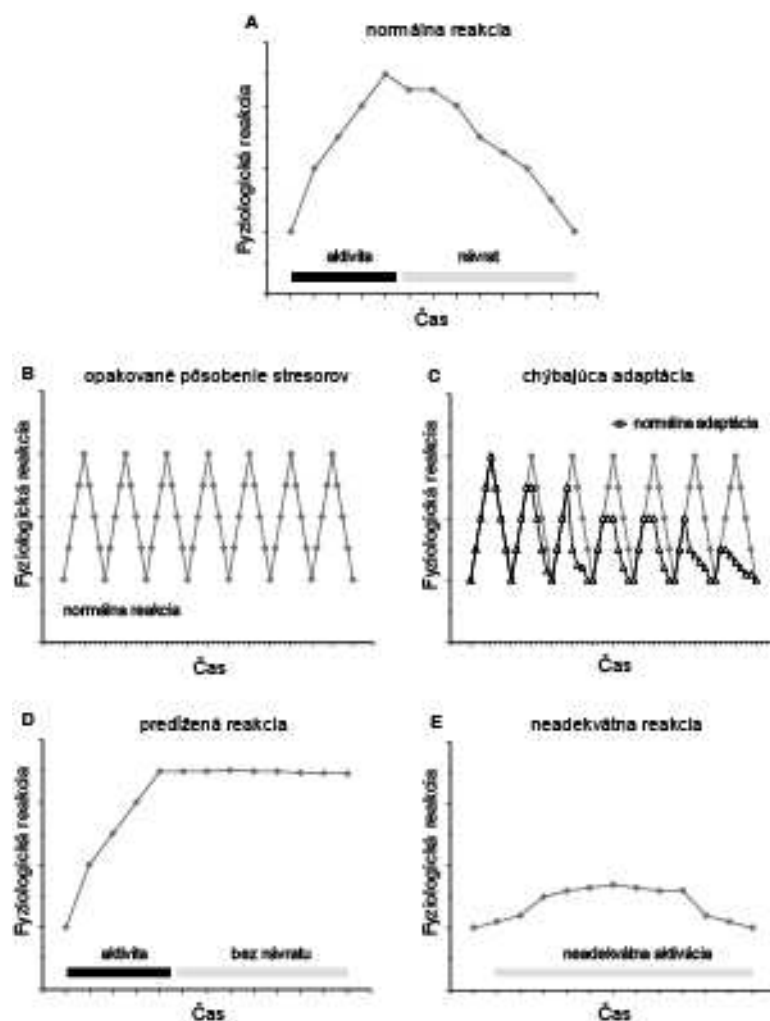 A
normálna reakcia
Fyziologická reakcia
aktivita
návrat
Čas
B
opakované pôsobenie stresorov
Fyziologická reakcia
normálna reakcia
Čas
C
chýbajúca adaptácia
normálna adaptácia
Fyziologická reakcia
Čas
D
predĺžená reakcia
Fyziologická reakcia
aktivita
bez návratu
Čas
E
neadekvátna reakcia
Fyziologická reakcia
neadekvátna aktivácia
Čas